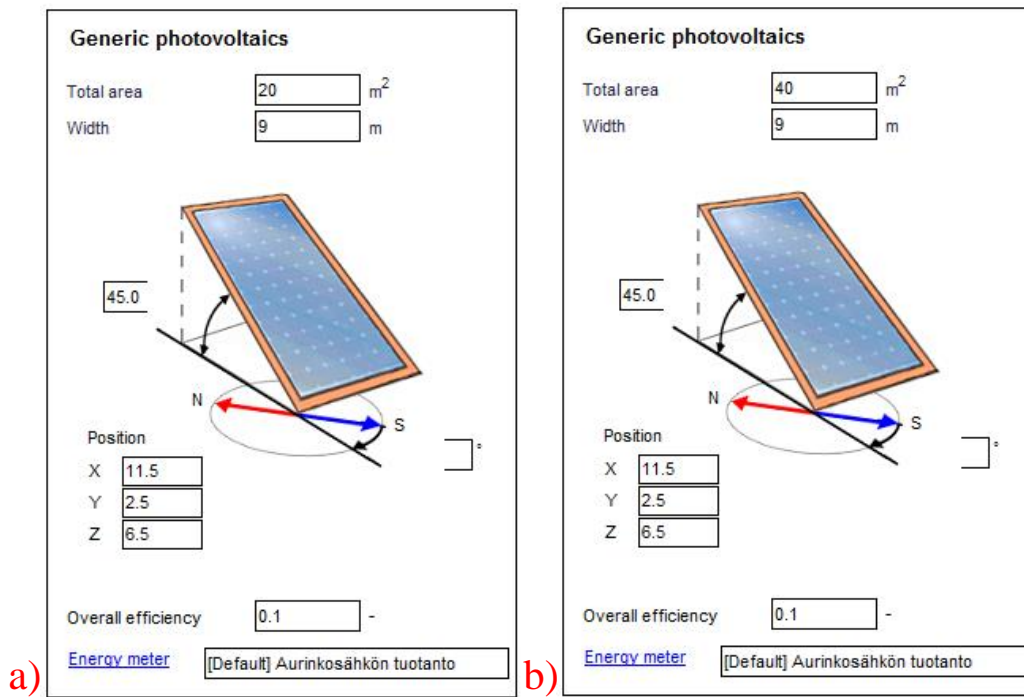 Generic photovoltaics
Total area 20 m²
Width 9 m
45.0
N
S
°
Position
X 11.5
Y 2.5
Z 6.5
Overall efficiency 0.1 -
Energy meter [Default] Aurinkosähkön tuotanto
a)
Generic photovoltaics
Total area 40 m²
Width 9 m
45.0
N
S
°
Position
X 11.5
Y 2.5
Z 6.5
Overall efficiency 0.1 -
Energy meter [Default] Aurinkosähkön tuotanto
b)